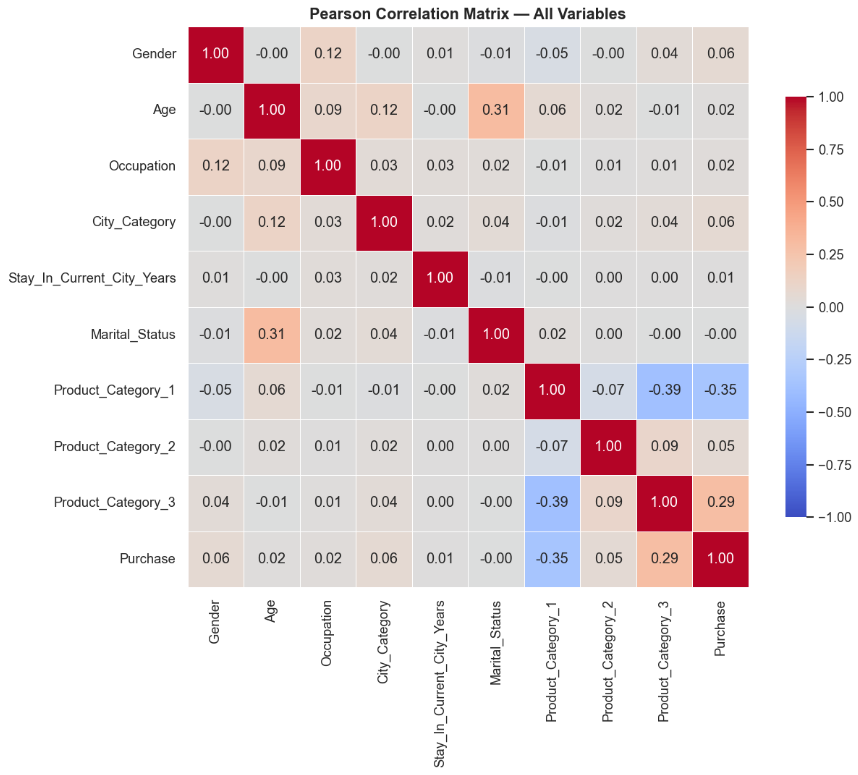 Pearson Correlation Matrix — All Variables
Gender 1.00 -0.00 0.12 -0.00 0.01 -0.01 -0.05 -0.00 0.04 0.06
Age -0.00 1.00 0.09 0.12 -0.00 0.31 0.06 0.02 -0.01 0.02
Occupation 0.12 0.09 1.00 0.03 0.03 0.02 -0.01 0.01 0.01 0.02
City_Category -0.00 0.12 0.03 1.00 0.02 0.04 -0.01 0.02 0.04 0.06
Stay_In_Current_City_Years 0.01 -0.00 0.03 0.02 1.00 -0.01 -0.00 0.00 0.00 0.01
Marital_Status -0.01 0.31 0.02 0.04 -0.01 1.00 0.02 0.00 -0.00 -0.00
Product_Category_1 -0.05 0.06 -0.01 -0.01 -0.00 0.02 1.00 -0.07 -0.39 -0.35
Product_Category_2 -0.00 0.02 0.01 0.02 0.00 0.00 -0.07 1.00 0.09 0.05
Product_Category_3 0.04 -0.01 0.01 0.04 0.00 -0.00 -0.39 0.09 1.00 0.29
Purchase 0.06 0.02 0.02 0.06 0.01 -0.00 -0.35 0.05 0.29 1.00
Gender
Age
Occupation
City_Category
Stay_In_Current_City_Years
Marital_Status
Product_Category_1
Product_Category_2
Product_Category_3
Purchase
1.00
0.75
0.50
0.25
0.00
−0.25
−0.50
−0.75
−1.00